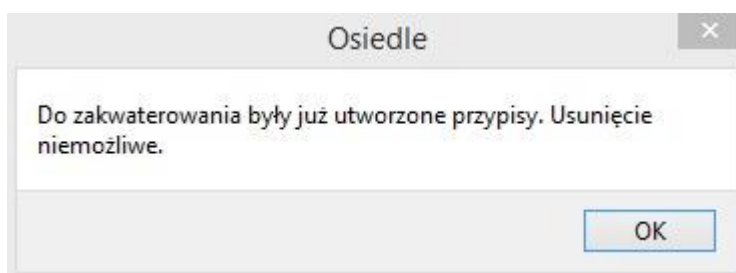 Osiedle
Do zakwaterowania były już utworzone przypisy. Usunięcie
niemożliwe.
OK